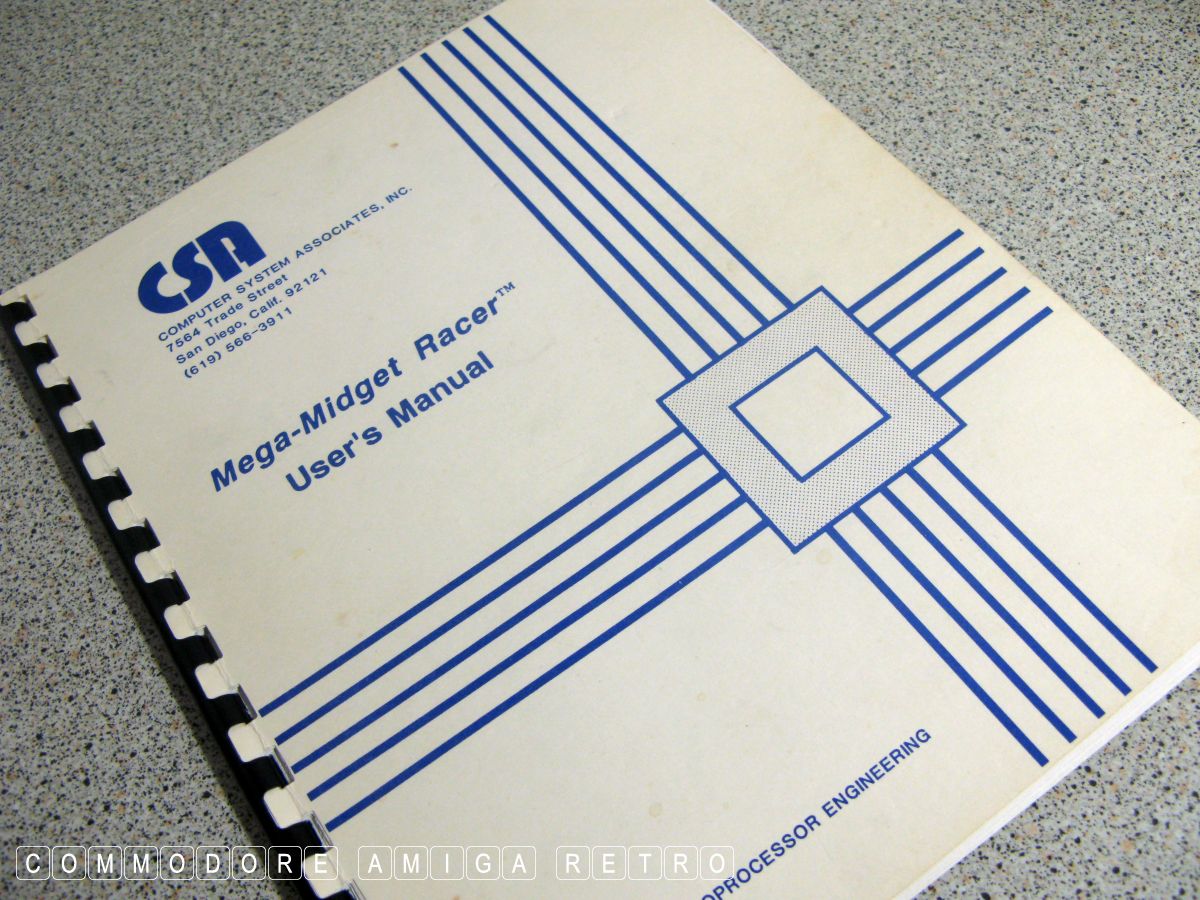 CSA
COMPUTER SYSTEM ASSOCIATES, INC.
7564 Trade Street
San Diego, Calif. 92121
(619) 566-3911
Mega-Midget Racer™
User's Manual
OPROCESSOR ENGINEERING
COMMODORE AMIGA RETRO